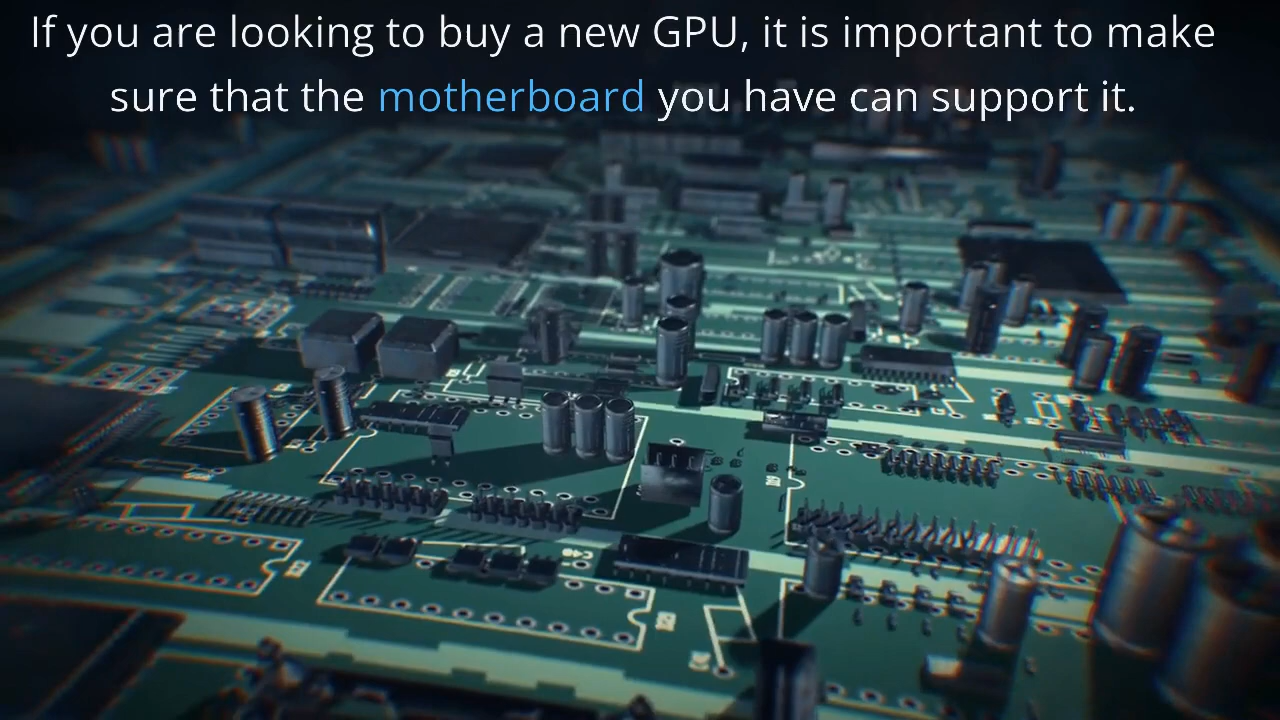 If you are looking to buy a new GPU, it is important to make
sure that the motherboard you have can support it.